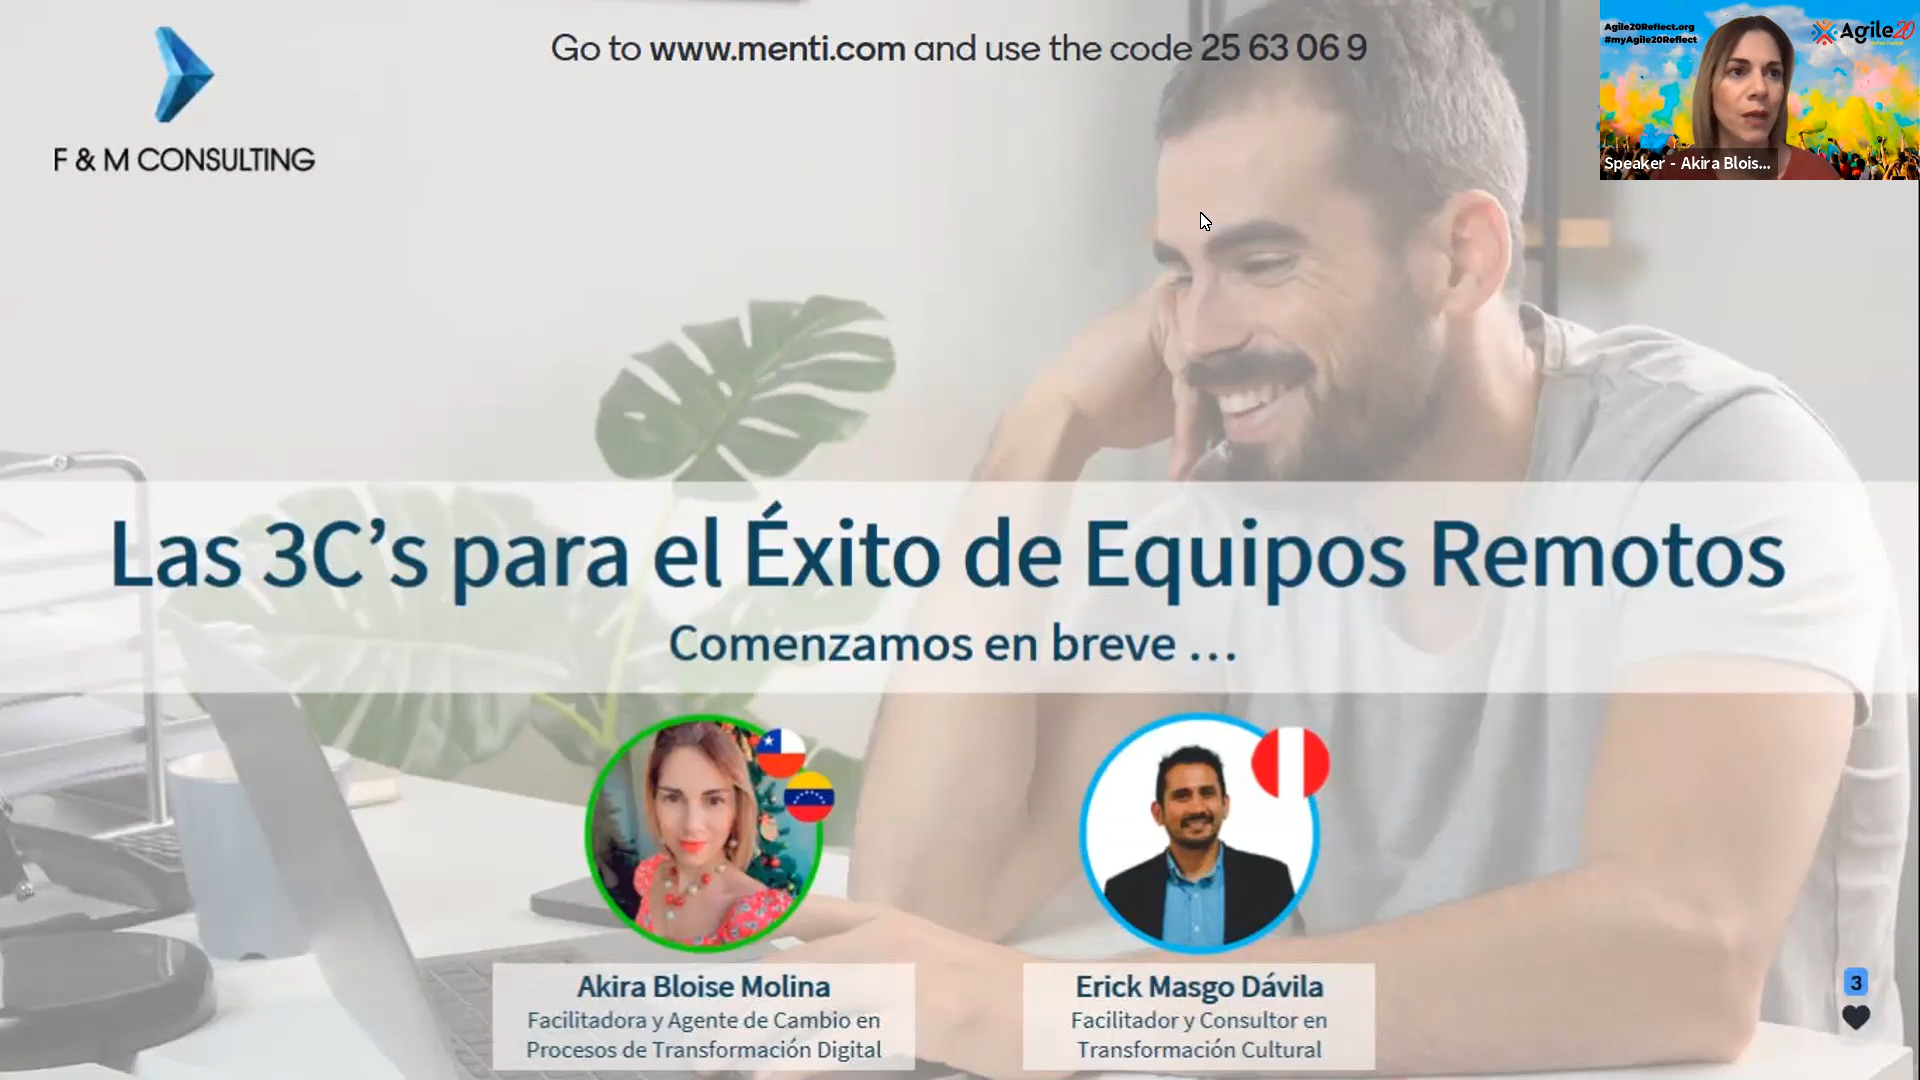 Go to www.menti.com and use the code 25 63 06 9
F & M CONSULTING
Agile20Reflect.org
#myAgile20Reflect
Agile20
Speaker - Akira Blois...
Las 3C’s para el Éxito de Equipos Remotos
Comenzamos en breve ...
Akira Bloise Molina
Facilitadora y Agente de Cambio en
Procesos de Transformación Digital
Erick Masgo Dávila
Facilitador y Consultor en
Transformación Cultural
3